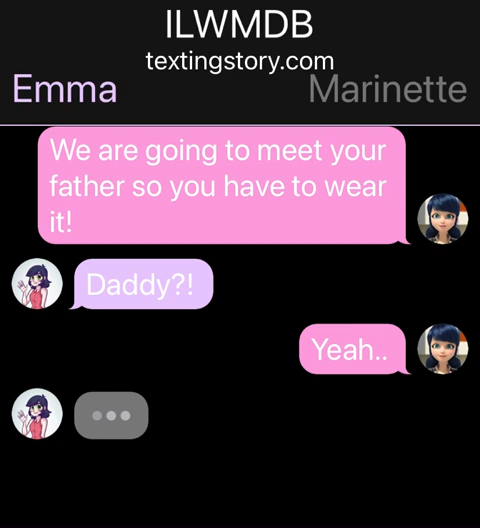 ILWMDB
textingstory.com
Emma Marinette
We are going to meet your
father so you have to wear
it!
Daddy?!
Yeah..